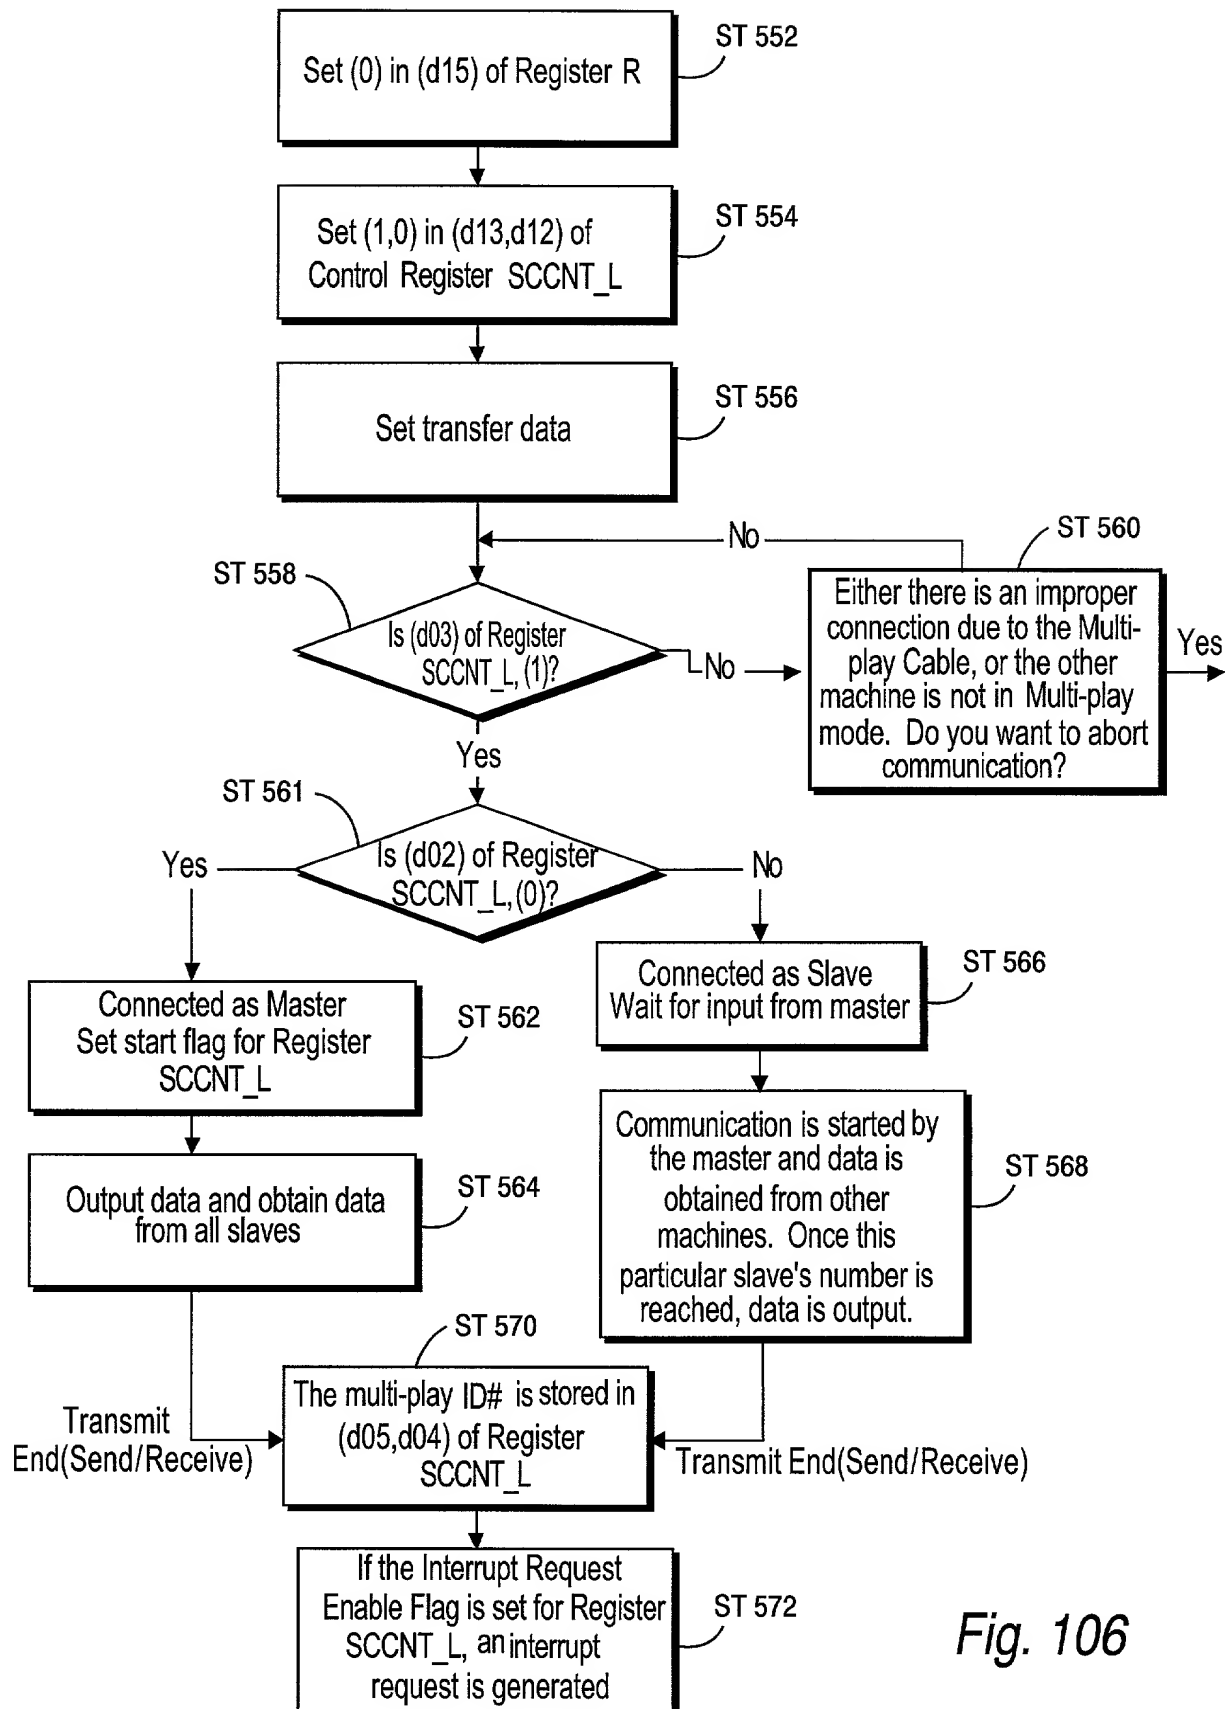 ST 552
Set (0) in (d15) of Register R
ST 554
Set (1,0) in (d13,d12) of
Control Register SCCNT_L
ST 556
Set transfer data
No
ST 560
Either there is an improper
connection due to the Multi-
play Cable, or the other
machine is not in Multi-play
mode. Do you want to abort
communication?
Yes
ST 558
Is (d03) of Register
SCCNT_L, (1)?
No
Yes
ST 561
Is (d02) of Register
SCCNT_L, (0)?
Yes
No
Connected as Master
Set start flag for Register
SCCNT_L
ST 562
Connected as Slave
Wait for input from master
ST 566
Output data and obtain data
from all slaves
ST 564
Communication is started by
the master and data is
obtained from other
machines. Once this
particular slave's number is
reached, data is output.
ST 568
ST 570
The multi-play ID# is stored in
(d05,d04) of Register
SCCNT_L
Transmit
End(Send/Receive)
Transmit End(Send/Receive)
If the Interrupt Request
Enable Flag is set for Register
SCCNT_L, an interrupt
request is generated
ST 572
Fig. 106